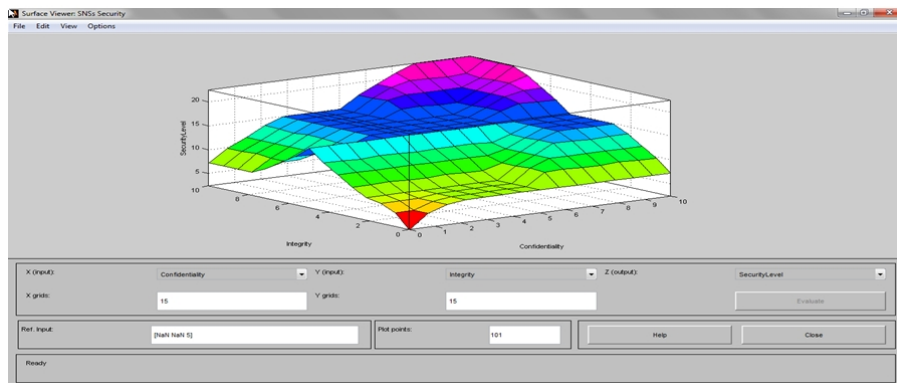 Surface Viewer: SNSs Security
File Edit View Options
20
15
10
5
SecurityLevel
10
8
6
4
2
0
Integrity
0
1
2
3
4
5
6
7
8
9
10
Confidentiality
X (input): Confidentiality Y (input): Integrity Z (output): SecurityLevel
X grids: 15 Y grids: 15 Evaluate
Ref. Input: [NaN NaN 5] Plot points: 101 Help Close
Ready